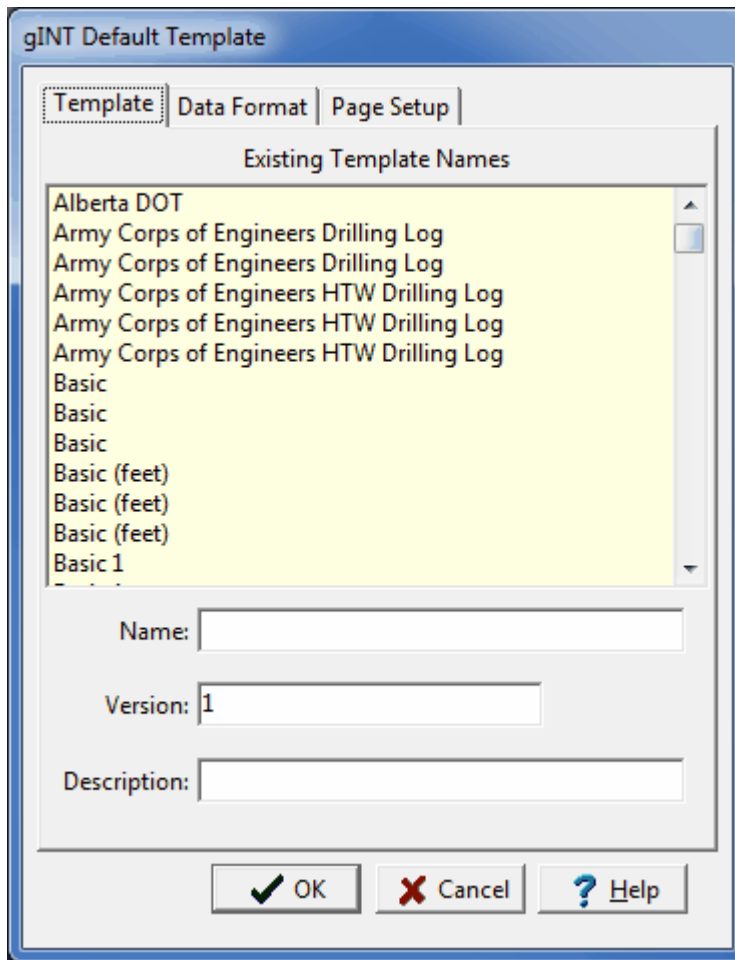 gINT Default Template
Template Data Format Page Setup
Existing Template Names
Alberta DOT
Army Corps of Engineers Drilling Log
Army Corps of Engineers Drilling Log
Army Corps of Engineers HTW Drilling Log
Army Corps of Engineers HTW Drilling Log
Army Corps of Engineers HTW Drilling Log
Basic
Basic
Basic
Basic (feet)
Basic (feet)
Basic (feet)
Basic 1
Name:
Version: 1
Description:
OK Cancel Help